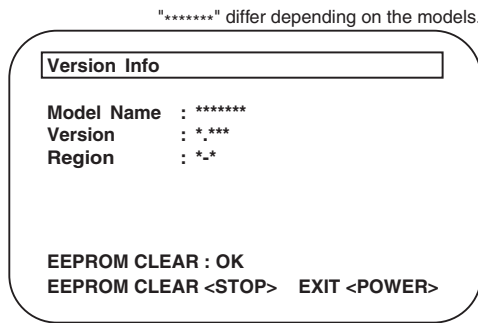 "*******" differ depending on the models.
Version Info
Model Name : *******
Version : *.***
Region : *-*
EEPROM CLEAR : OK
EEPROM CLEAR <STOP> EXIT <POWER>